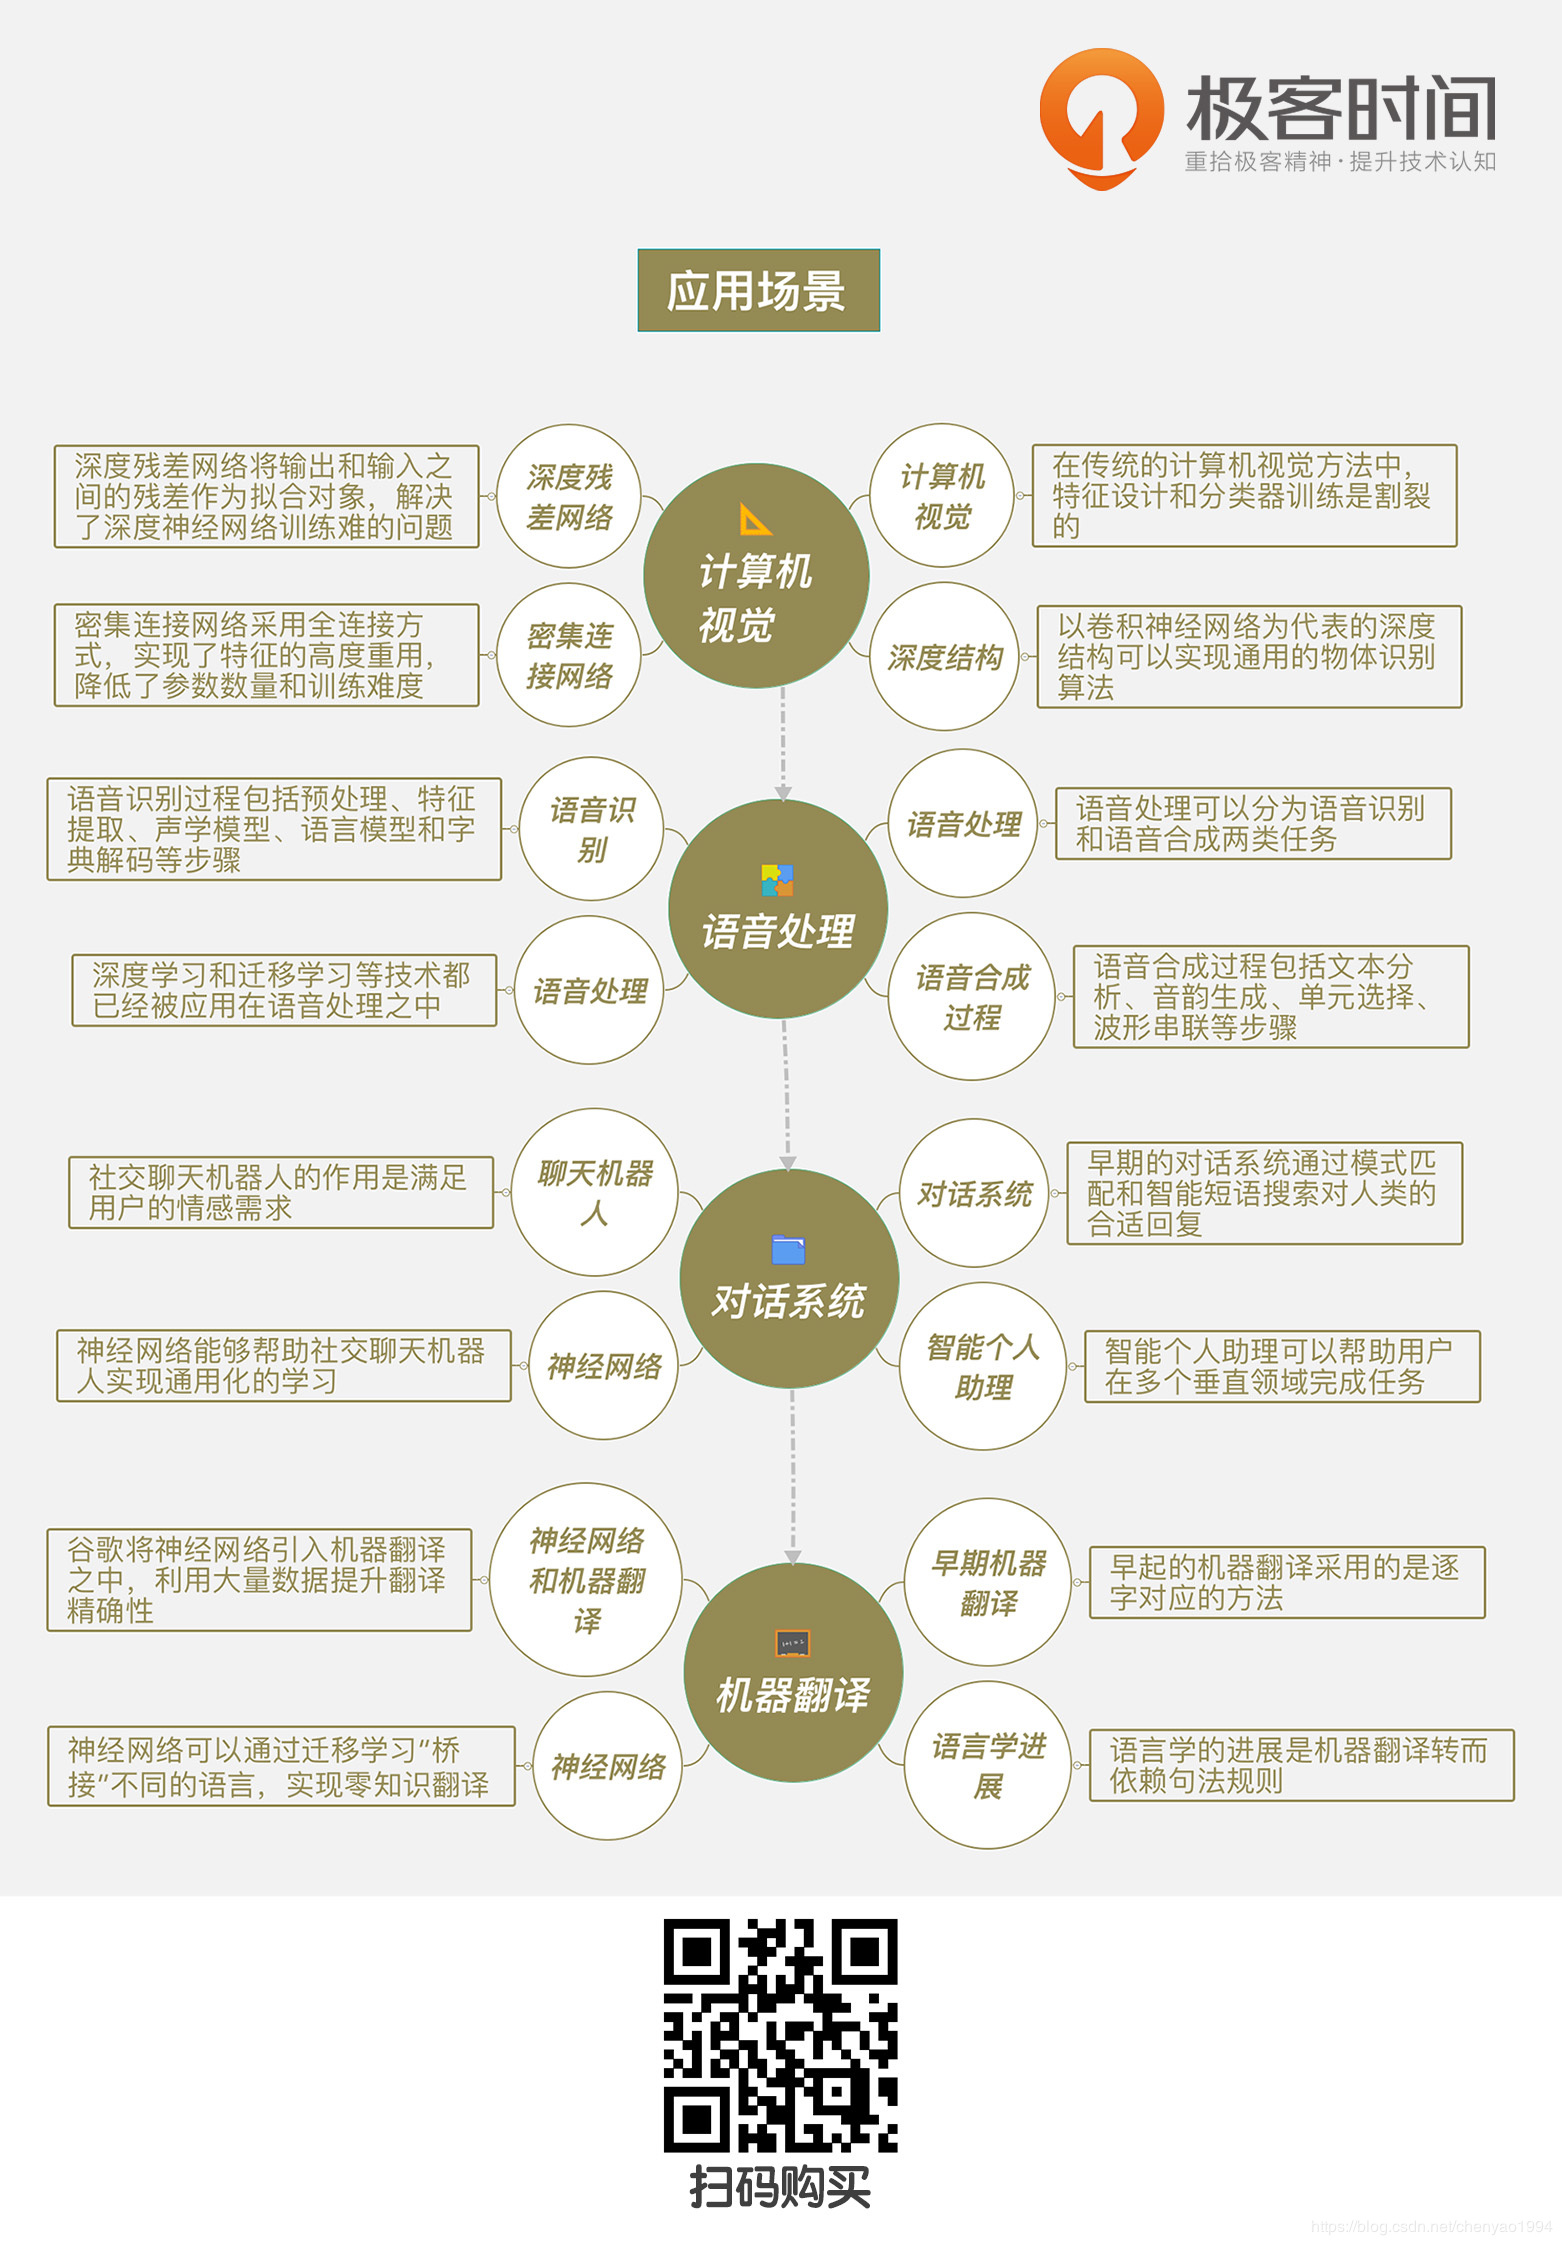 极客时间
重拾极客精神·提升技术认知
应用场景
计算机
视觉
深度残
差网络
深度残差网络将输出和输入之
间的残差作为拟合对象，解决
了深度神经网络训练难的问题
密集连
接网络
密集连接网络采用全连接方
式，实现了特征的高度重用，
降低了参数数量和训练难度
计算机
视觉
在传统的计算机视觉方法中，
特征设计和分类器训练是割裂
的
深度结构
以卷积神经网络为代表的深度
结构可以实现通用的物体识别
算法
语音处理
语音识
别
语音识别过程包括预处理、特征
提取、声学模型、语言模型和字
典解码等步骤
语音处理
深度学习和迁移学习等技术都
已经被应用在语音处理之中
语音处理
语音处理可以分为语音识别
和语音合成两类任务
语音合成
过程
语音合成过程包括文本分
析、音韵生成、单元选择、
波形串联等步骤
对话系统
聊天机器
人
社交聊天机器人的作用是满足
用户的情感需求
神经网络
神经网络能够帮助社交聊天机器
人实现通用化的学习
对话系统
早期的对话系统通过模式匹
配和智能短语搜索对人类的
合适回复
智能个人
助理
智能个人助理可以帮助用户
在多个垂直领域完成任务
1+1=2
机器翻译
神经网络
和机器翻
译
谷歌将神经网络引入机器翻译
之中，利用大量数据提升翻译
精确性
神经网络
神经网络可以通过迁移学习"桥
接"不同的语言，实现零知识翻译
早期机器
翻译
早起的机器翻译采用的是逐
字对应的方法
语言学进
展
语言学的进展是机器翻译转而
依赖句法规则
扫码购买
https://blog.csdn.net/chenyao1994